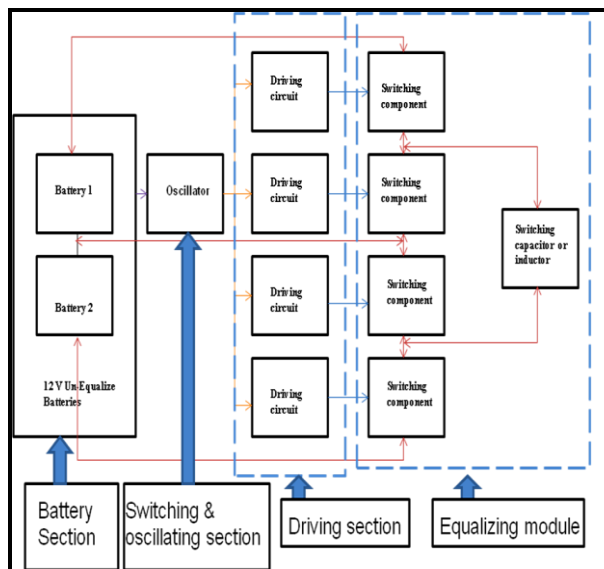 Driving
circuit
Switching
component
Battery 1
Oscillator
Driving
circuit
Switching
component
Switching
capacitor or
inductor
Battery 2
Driving
circuit
Switching
component
12 V Un-Equalize
Batteries
Driving
circuit
Switching
component
Battery
Section
Switching &
oscillating section
Driving section
Equalizing module